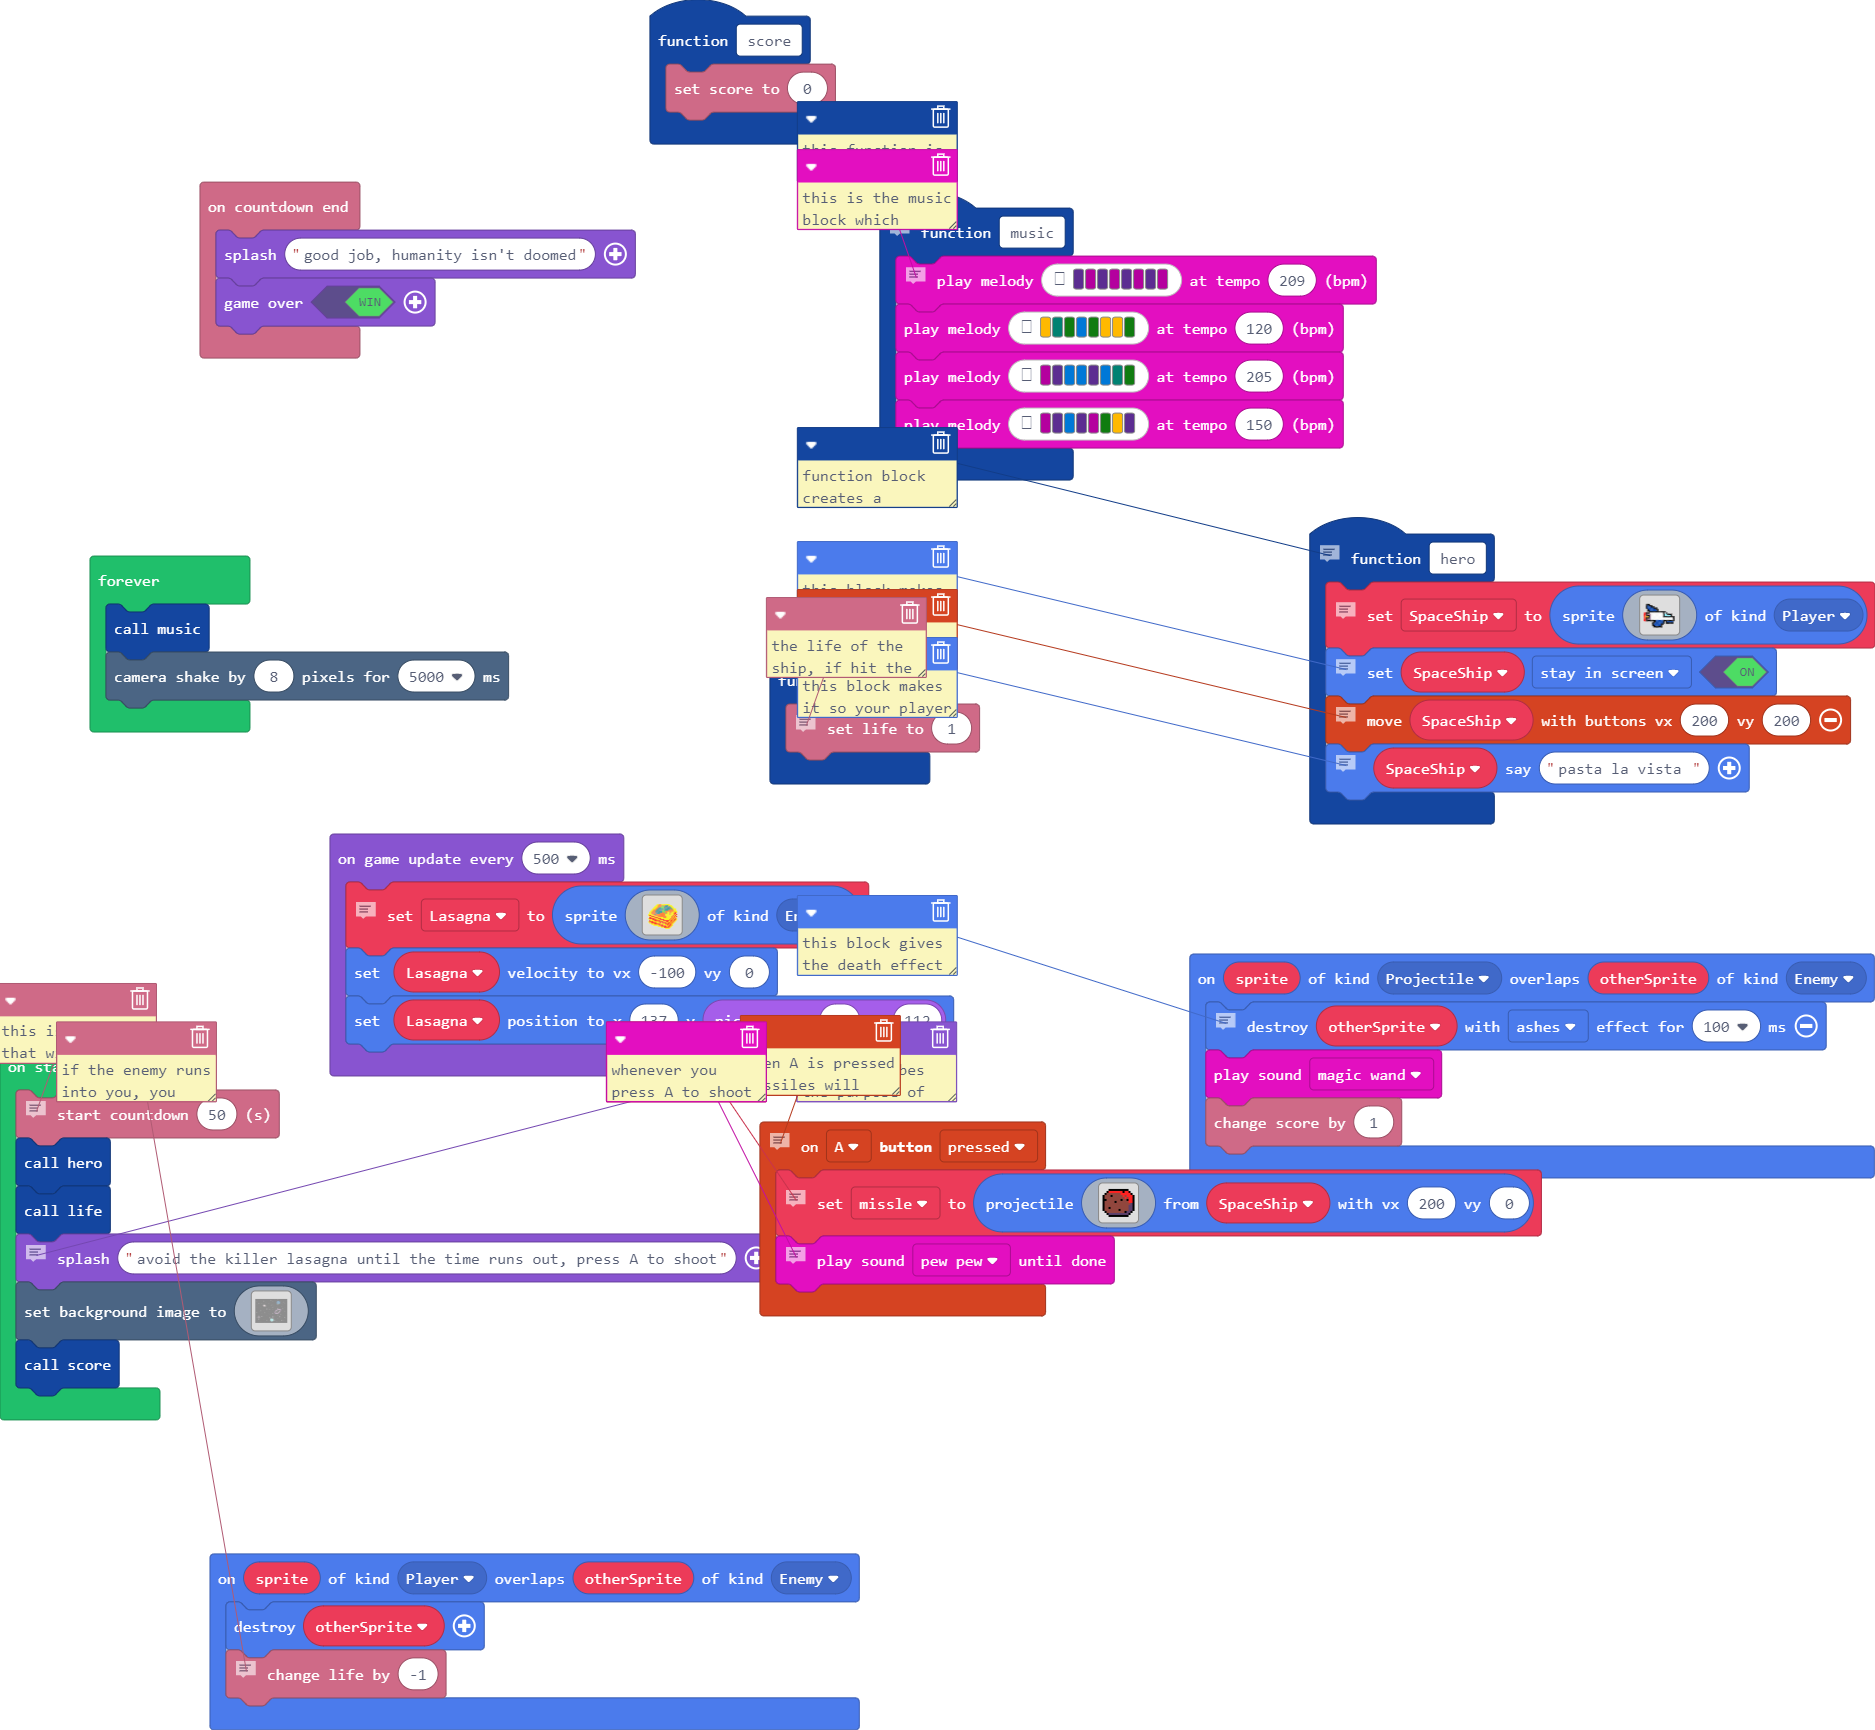 function score
set score to 0
this function is
this is the music
block which
on countdown end
splash "good job, humanity isn't doomed"
game over WIN
function music
play melody at tempo 209 (bpm)
play melody at tempo 120 (bpm)
play melody at tempo 205 (bpm)
play melody at tempo 150 (bpm)
function block
creates a
forever
call music
camera shake by 8 pixels for 5000 ms
this block makes
the life of the
ship, if hit the
this block makes
it so your player
set life to 1
function hero
set SpaceShip to sprite of kind Player
set SpaceShip stay in screen ON
move SpaceShip with buttons vx 200 vy 200
SpaceShip say "pasta la vista "
on game update every 500 ms
set Lasagna to sprite of kind
set Lasagna velocity to vx -100 vy 0
set Lasagna position to x 137 y 112
this block gives
the death effect
on sprite of kind Projectile overlaps otherSprite of kind Enemy
destroy otherSprite with ashes effect for 100 ms
play sound magic wand
change score by 1
this
that
if the enemy runs
into you, you
whenever you
press A to shoot
A is pressed
will
of
on
start countdown 50 (s)
call hero
call life
splash "avoid the killer lasagna until the time runs out, press A to shoot"
set background image to
call score
on A button pressed
set missle to projectile from SpaceShip with vx 200 vy 0
play sound pew pew until done
on sprite of kind Player overlaps otherSprite of kind Enemy
destroy otherSprite
change life by -1